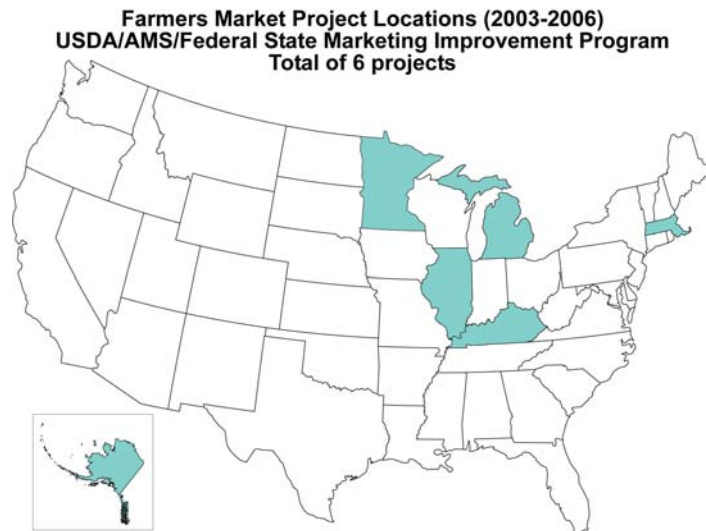 Farmers Market Project Locations (2003-2006)
USDA/AMS/Federal State Marketing Improvement Program
Total of 6 projects